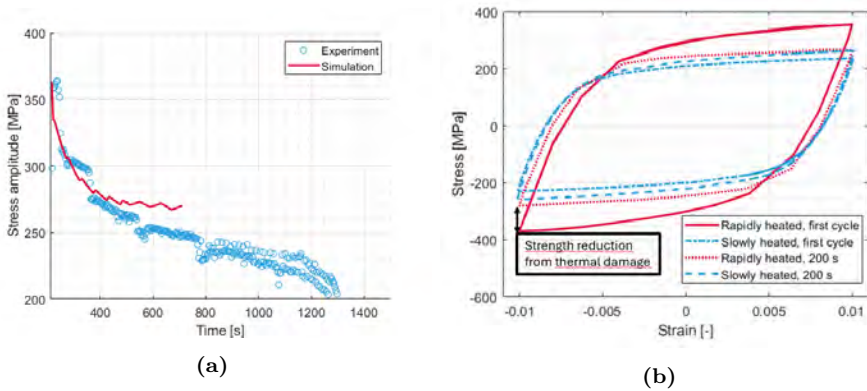 Stress amplitude [MPa]
400
350
300
250
200
400
600
800
1000
1200
1400
Time [s]
Experiment
Simulation
(a)
Stress [MPa]
400
200
0
-200
-400
-600
-0.01
-0.005
0
0.005
0.01
Strain [-]
Strength reduction
from thermal damage
Rapidly heated, first cycle
Slowly heated, first cycle
Rapidly heated, 200 s
Slowly heated, 200 s
(b)